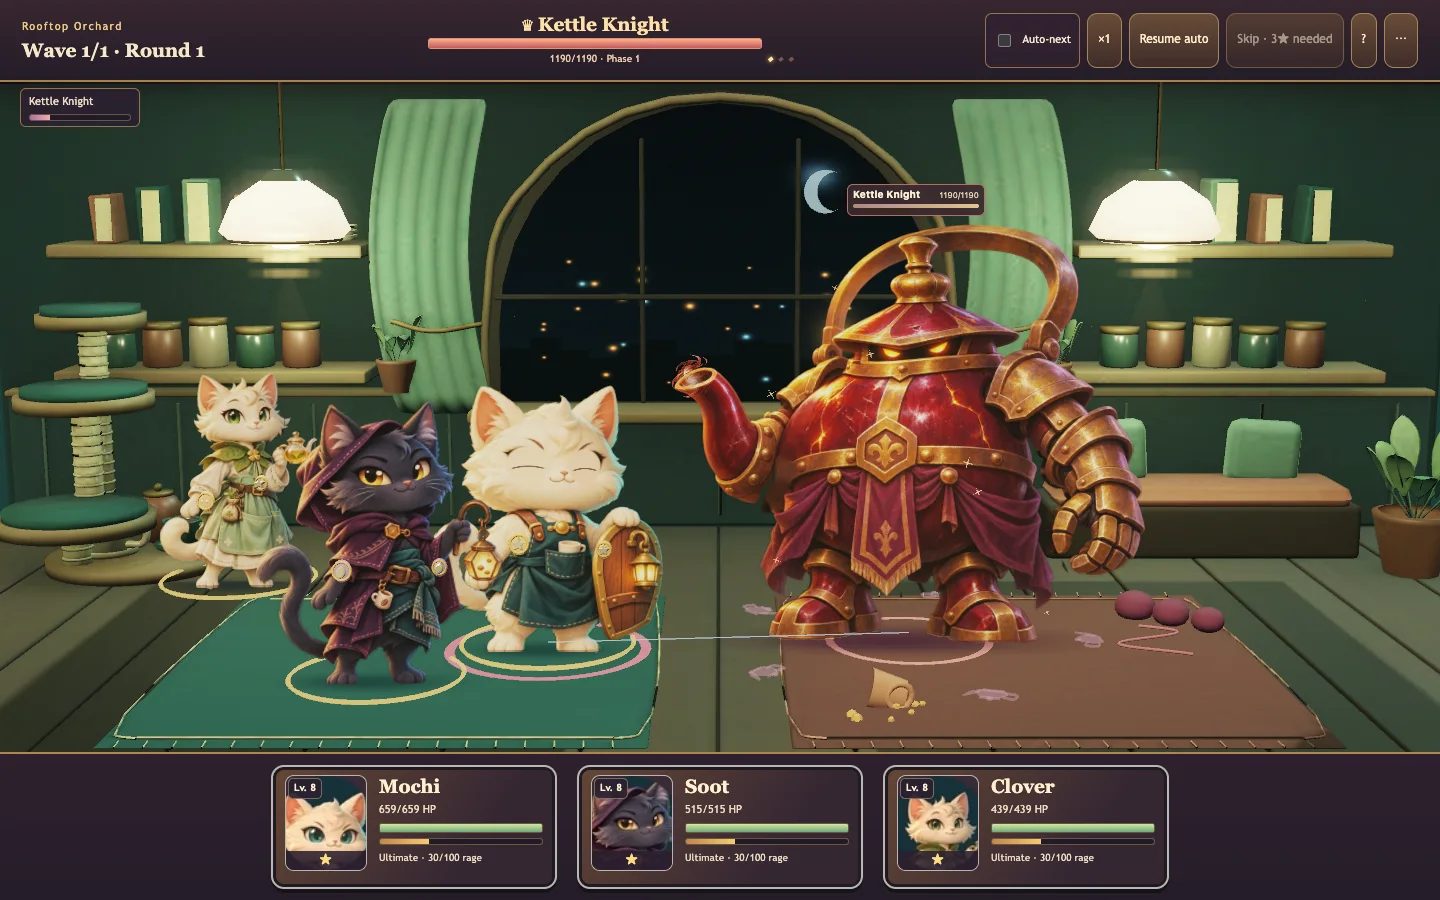 Rooftop Orchard
Wave 1/1 · Round 1
♛ Kettle Knight
1190/1190 · Phase 1
Auto-next
×1
Resume auto
Skip · 3★ needed
?
...
Kettle Knight
Kettle Knight 1190/1190
Lv. 8
Mochi
659/659 HP
Ultimate · 30/100 rage
Lv. 8
Soot
515/515 HP
Ultimate · 30/100 rage
Lv. 8
Clover
439/439 HP
Ultimate · 30/100 rage